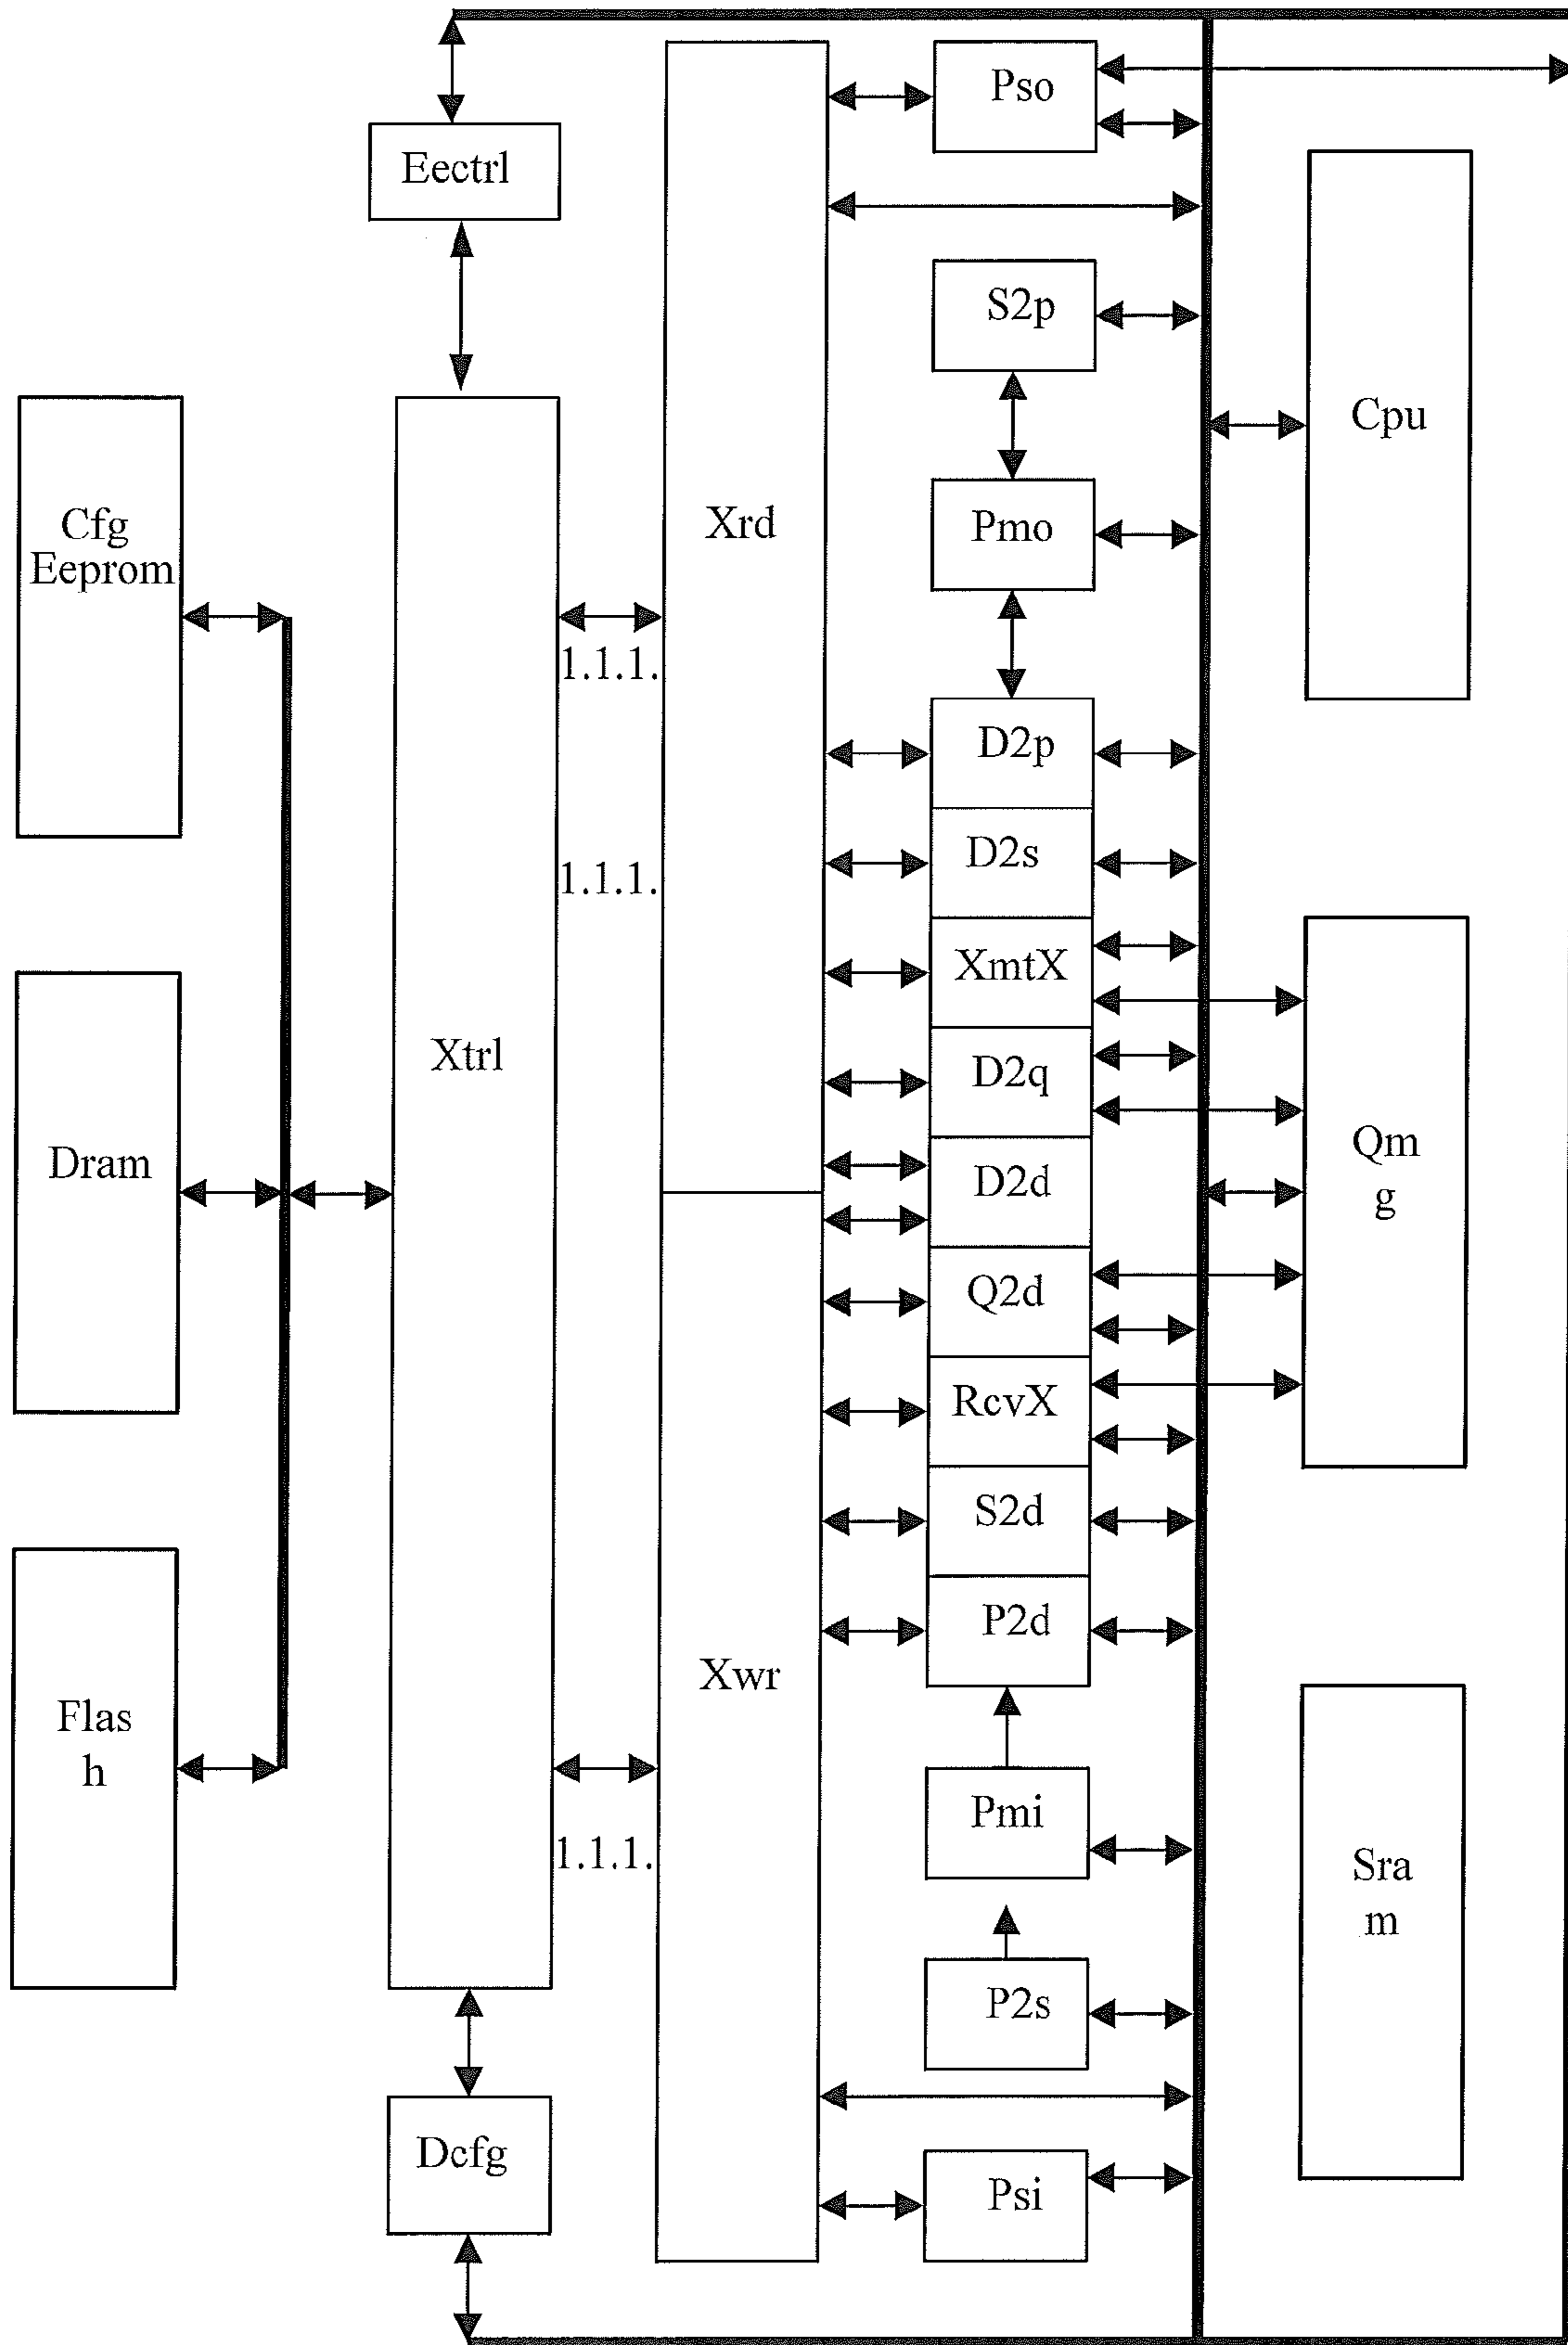 Pso
Eectrl
S2p
Cpu
Cfg
Eeprom
Xrd
Pmo
1.1.1.
D2p
D2s
1.1.1.
XmtX
Xtrl
D2q
Dram
D2d
Qm
g
Q2d
RcvX
S2d
P2d
Xwr
Flas
h
Pmi
1.1.1.
Sra
m
P2s
Dcfg
Psi